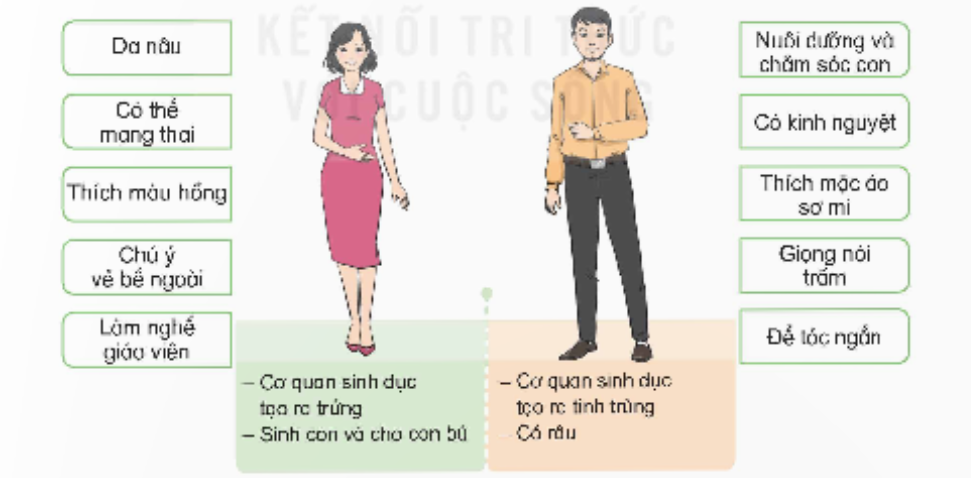 KẾT NỐI TRI THỨC
VỚI CUỘC SỐNG
Da nâu
Có thể
mang thai
Thích màu hồng
Chú ý
vẻ bề ngoài
Làm nghề
giáo viên
Nuôi dưỡng và
chăm sóc con
Có kinh nguyệt
Thích mặc áo
sơ mi
Giọng nói
trầm
Để tóc ngắn
– Cơ quan sinh dục
tạo ra trứng
– Sinh con và cho con bú
– Cơ quan sinh dục
tạo ra tinh trùng
– Có râu